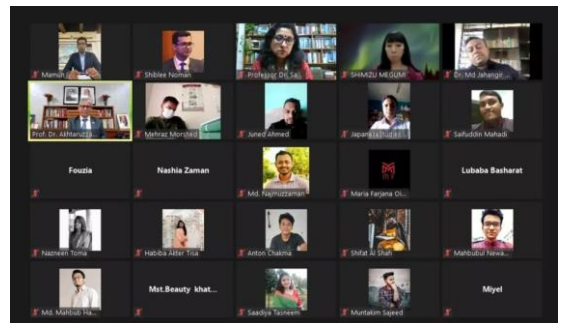 Mamun
Shiblee Noman
Professor Dr. Sa...
SHIMIZU MEGUMI
Dr. Md Jahangir...
Prof. Dr. Akhtaruzza...
Mehraz Morshed
Juned Ahmed
Saifuddin Mahadi
Fouzia
Nashia Zaman
Md. Najmuzzaman
Maria Farjana Ol...
Lubaba Basharat
Nazneen Toma
Habiba Akter Tisa
Anton Chakma
Shifat Al Shah
Mahbubul Newa...
Md. Mahbub Ha...
Mst.Beauty khat...
Saadiya Tasneem
Muntakim Sajeed
Miyel